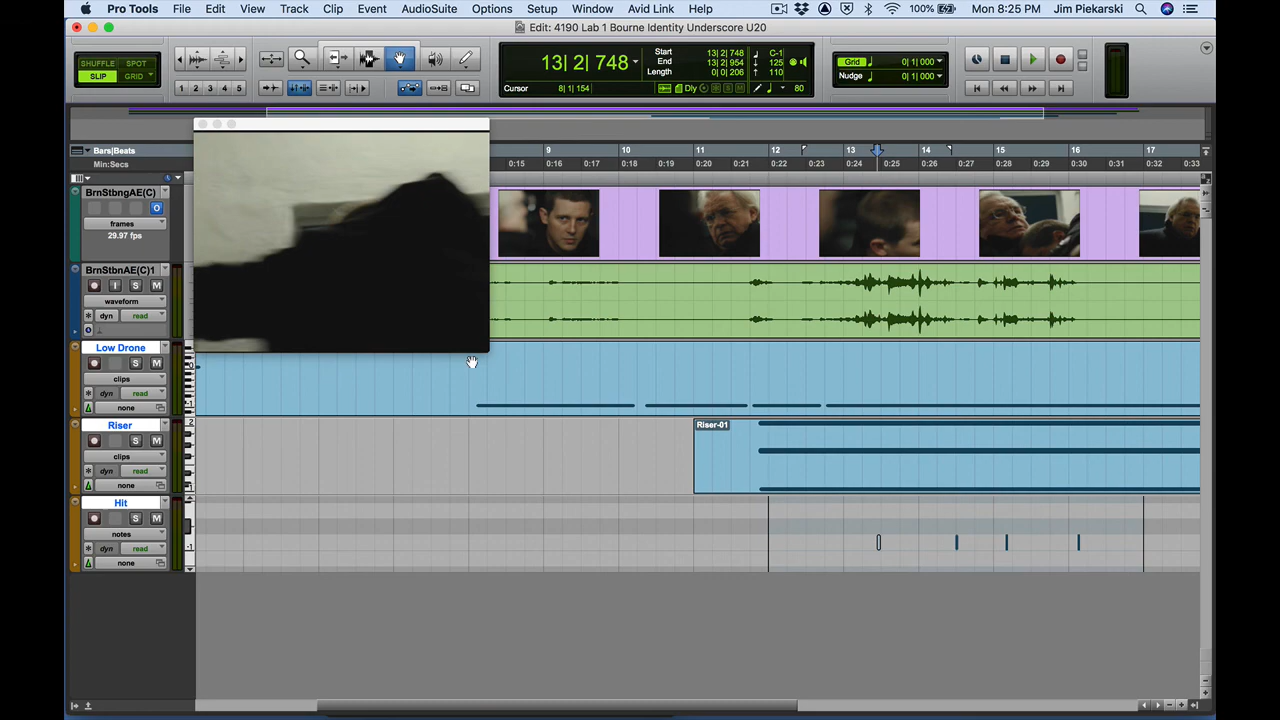 Pro Tools File Edit View Track Clip Event AudioSuite Options Setup Window Avid Link Help 100% Mon 8:25 PM Jim Piekarski
Edit: 4190 Lab 1 Bourne Identity Underscore U20
SHUFFLE SPOT
SLIP GRID
1 2 3 4 5
13| 2| 748
Start 13| 2| 748
End 13| 2| 954
Length 0| 0| 206
C-1
115
110
Cursor 8| 1| 154
Dly
80
Grid 0| 1| 000
Nudge 0| 1| 000
Bars|Beats 9 10 11 12 13 14 15 16 17
Min:Secs 0:15 0:16 0:17 0:18 0:19 0:20 0:21 0:22 0:23 0:24 0:25 0:26 0:27 0:28 0:29 0:30 0:31 0:32 0:33
BrnStbngAE(C)
frames
29.97 fps
BrnStbnAE(C)1
I S M
waveform
dyn read
Low Drone
S M
clips
dyn read
none
Riser
Riser-01
S M
clips
dyn read
none
Hit
S M
notes
dyn read
none